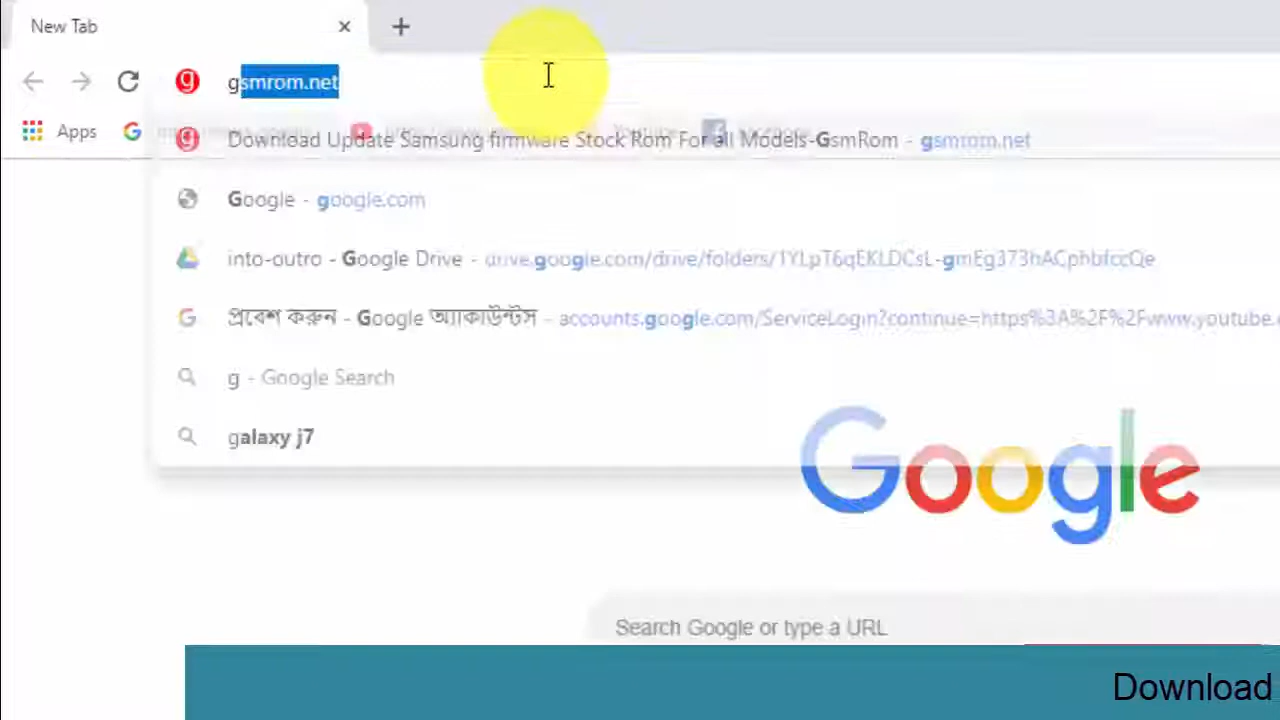 New Tab
gsmrom.net
Apps
Download Update Samsung firmware Stock Rom For all Models-GsmRom - gsmrom.net
Google - google.com
into-outro - Google Drive - drive.google.com/drive/folders/1YLpT6qEKLDCsL-gmEg373hACphbfccQe
প্রবেশ করুন - Google অ্যাকাউন্টস - accounts.google.com/ServiceLogin?continue=https%3A%2F%2Fwww.youtube.
g - Google Search
galaxy j7
Google
Search Google or type a URL
Download